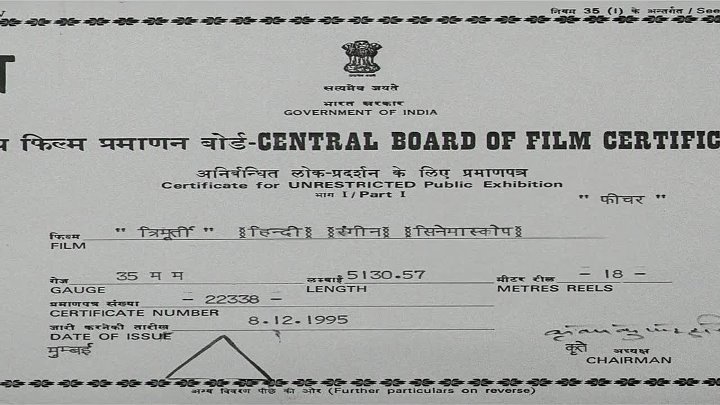 नियम 35 (I) के अन्तर्गत / See
सत्यमेव जयते
भारत सरकार
GOVERNMENT OF INDIA
फिल्म प्रमाणन बोर्ड-CENTRAL BOARD OF FILM CERTIFIC
अनिर्बन्धित लोक-प्रदर्शन के लिए प्रमाणपत्र
Certificate for UNRESTRICTED Public Exhibition
भाग I/Part I
" फीचर "
फिल्म " त्रिमूर्ती " हिन्दी रंगीन सिनेमास्कोप
FILM
गेज 35 म म लम्बाई 5130.57 मीटर रील - 18 -
GAUGE LENGTH METRES REELS
प्रमाणपत्र संख्या - 22338 -
CERTIFICATE NUMBER
जारी करनेकी तारीख 8.12.1995
DATE OF ISSUE
मुम्बई
कृते अध्यक्ष
CHAIRMAN
अन्य विवरण पीछे की ओर (Further particulars on reverse)